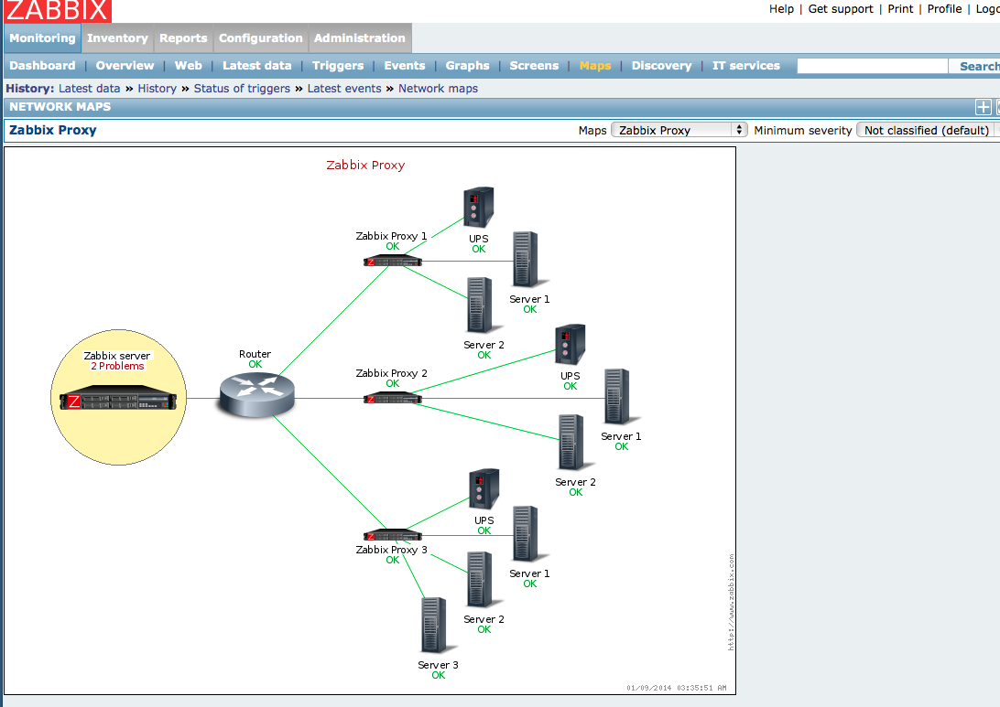 ZABBIX
Help | Get support | Print | Profile | Logo
Monitoring Inventory Reports Configuration Administration
Dashboard | Overview | Web | Latest data | Triggers | Events | Graphs | Screens | Maps | Discovery | IT services Search
History: Latest data » History » Status of triggers » Latest events » Network maps
NETWORK MAPS
Zabbix Proxy Maps Zabbix Proxy Minimum severity Not classified (default)
Zabbix Proxy
UPS
OK
Zabbix Proxy 1
OK
Z
Server 1
OK
Server 2
OK
Zabbix server
2 Problems
Z
Router
OK
UPS
OK
Zabbix Proxy 2
OK
Z
Server 1
OK
Server 2
OK
UPS
OK
Z
Zabbix Proxy 3
OK
Server 1
OK
Server 2
OK
Server 3
OK
http://www.zabbix.com
01/09/2014 03:35:51 AM